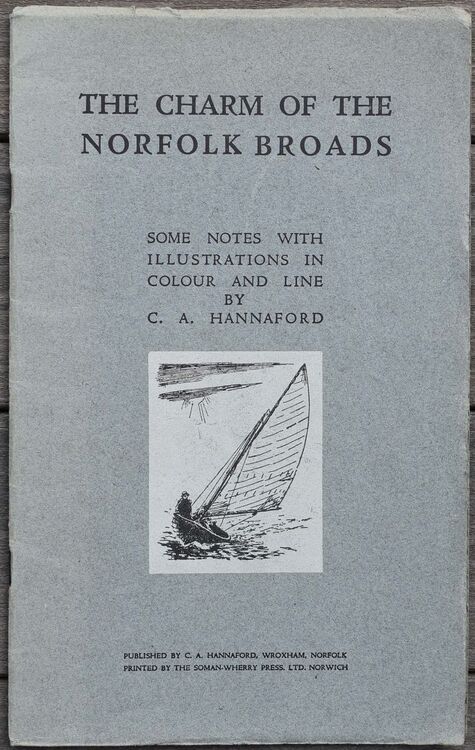 THE CHARM OF THE
NORFOLK BROADS
SOME NOTES WITH
ILLUSTRATIONS IN
COLOUR AND LINE
BY
C. A. HANNAFORD
PUBLISHED BY C. A. HANNAFORD, WROXHAM, NORFOLK
PRINTED BY THE SOMAN-WHERRY PRESS. LTD. NORWICH